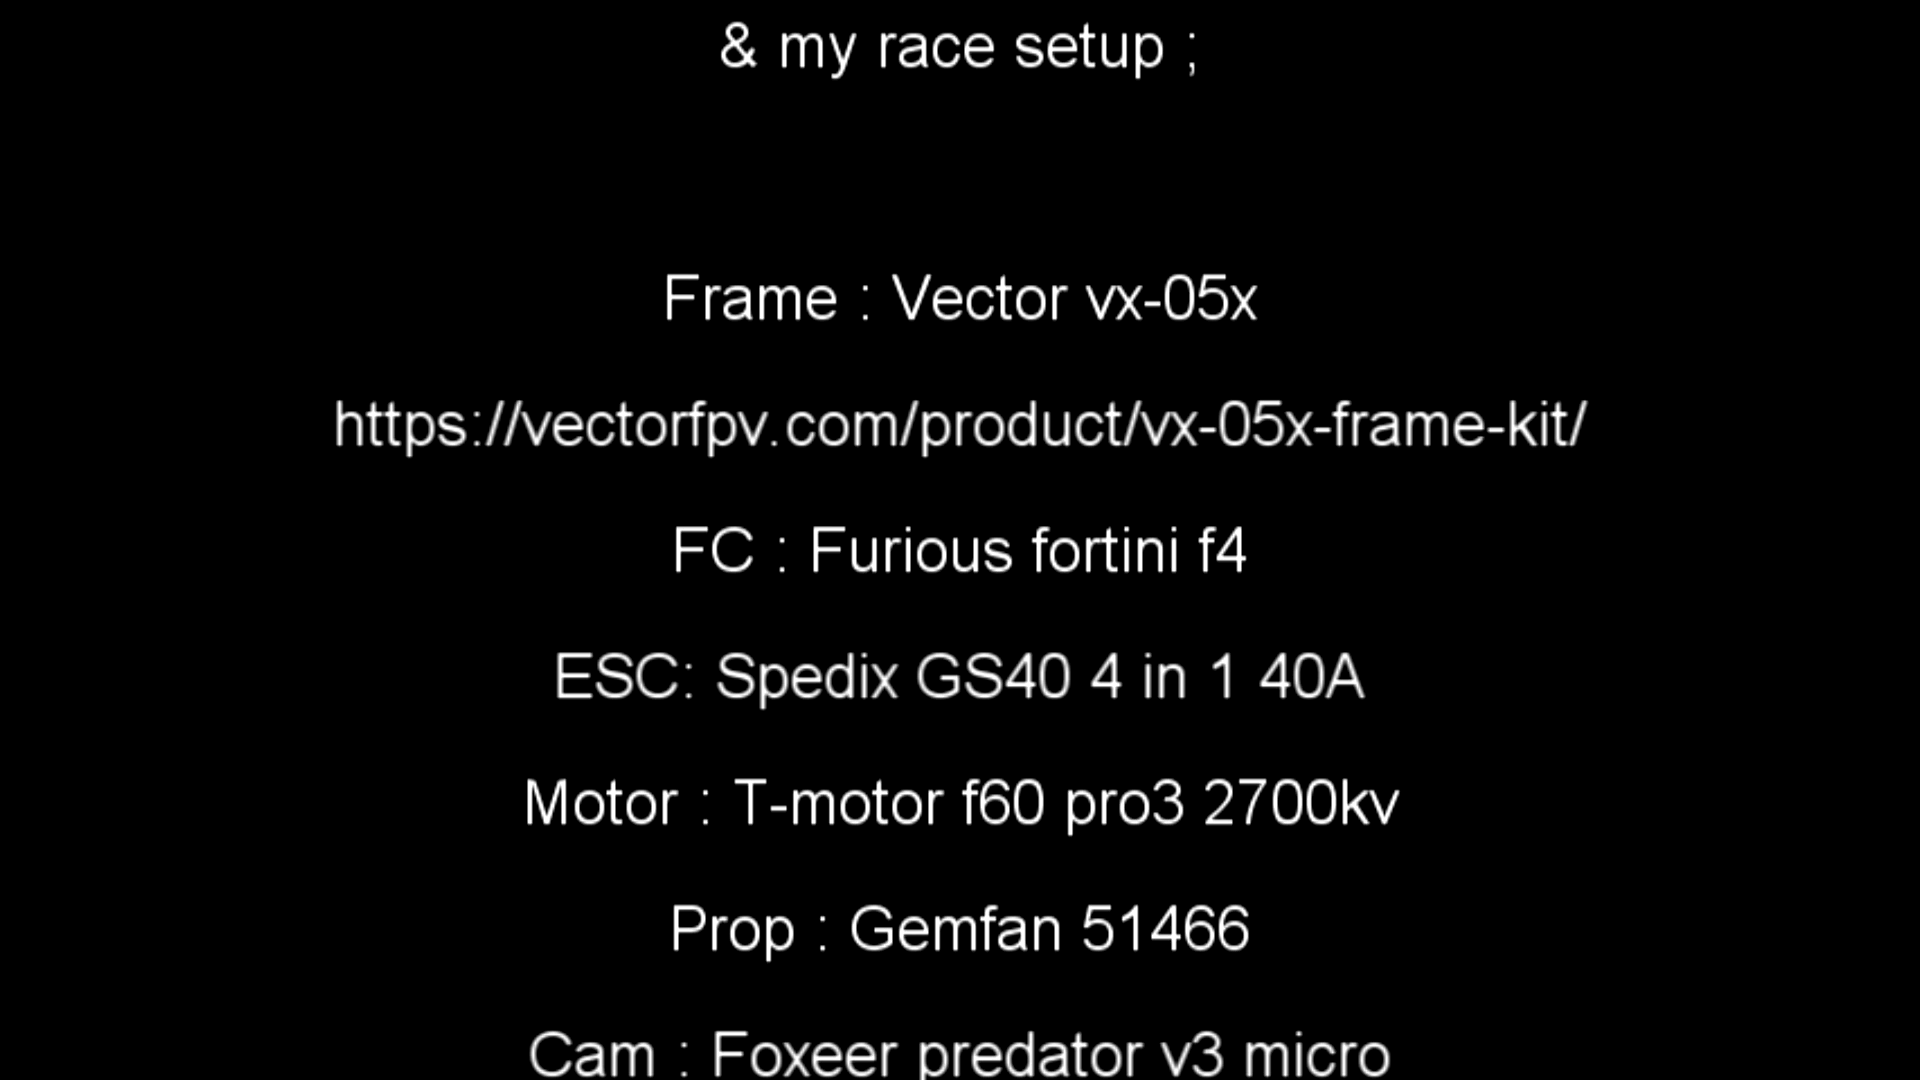 & my race setup ;
Frame : Vector vx-05x
https://vectorfpv.com/product/vx-05x-frame-kit/
FC : Furious fortini f4
ESC: Spedix GS40 4 in 1 40A
Motor : T-motor f60 pro3 2700kv
Prop : Gemfan 51466
Cam : Foxeer predator v3 micro